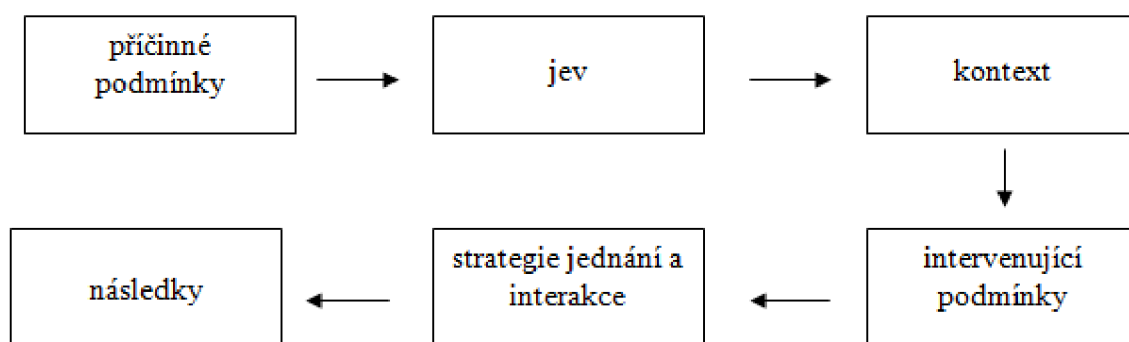 příčinné
podmínky
jev
kontext
následky
strategie jednání a
interakce
intervenující
podmínky